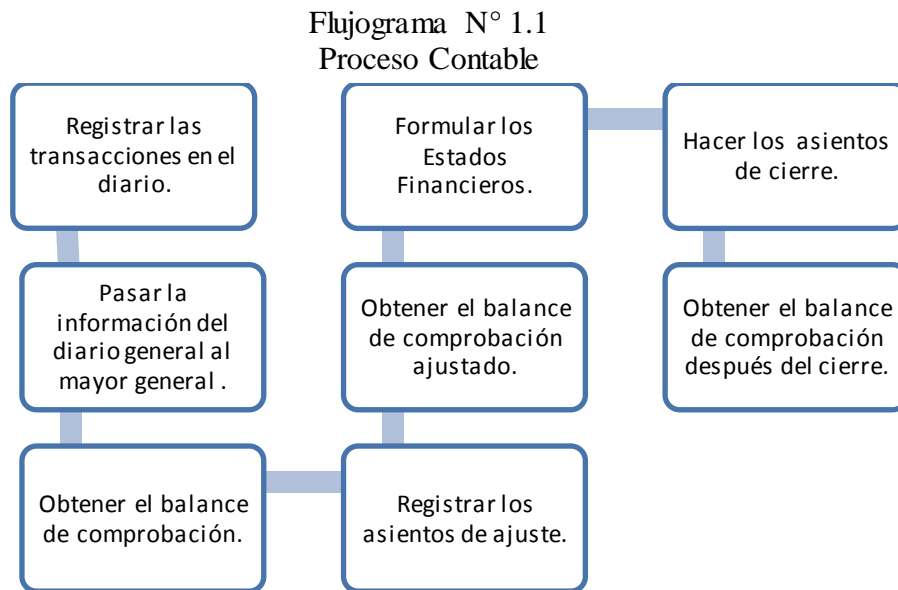 Flujograma N° 1.1
Proceso Contable
Registrar las
transacciones en el
diario.
Pasar la
información del
diario general al
mayor general .
Obtener el balance
de comprobación.
Registrar los
asientos de ajuste.
Obtener el balance
de comprobación
ajustado.
Formular los
Estados
Financieros.
Hacer los asientos
de cierre.
Obtener el balance
de comprobación
después del cierre.